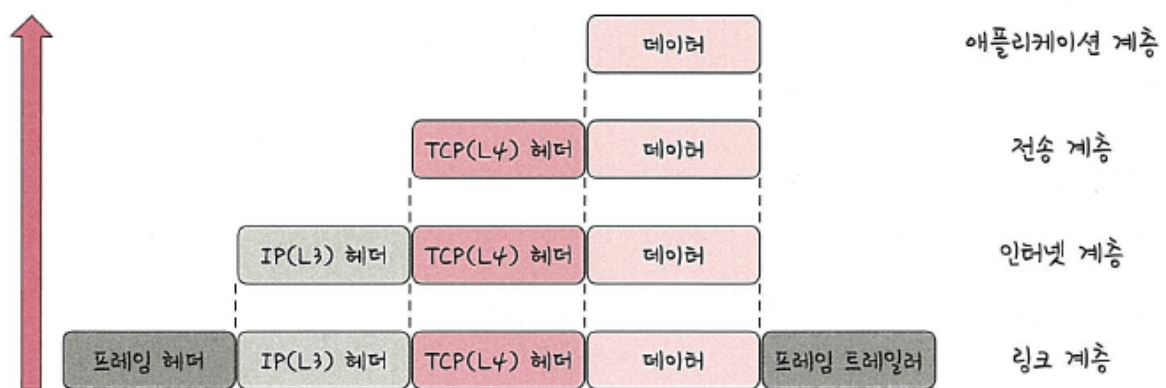 데이터 애플리케이션 계층
TCP(L4) 헤더 데이터 전송 계층
IP(L3) 헤더 TCP(L4) 헤더 데이터 인터넷 계층
프레임 헤더 IP(L3) 헤더 TCP(L4) 헤더 데이터 프레임 트레일러 링크 계층